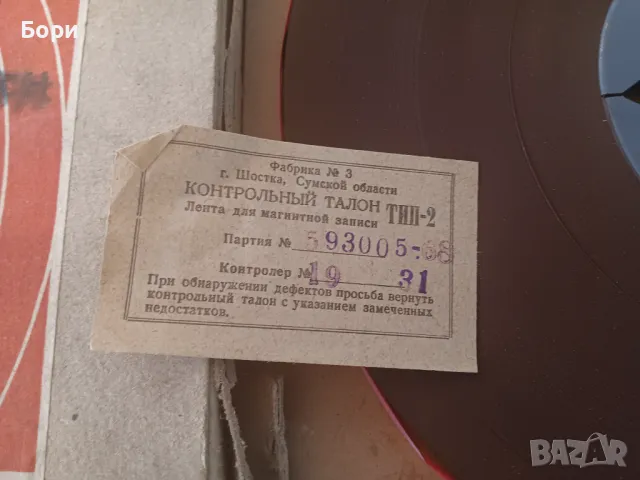 Бори
Фабрика № 3
г. Шостка, Сумской области
КОНТРОЛЬНЫЙ ТАЛОН ТИП-2
Лента для магнитной записи
Партия № 593005-68
Контролер № 19 31
При обнаружении дефектов просьба вернуть
контрольный талон с указанием замеченных
недостатков.
BAZAR